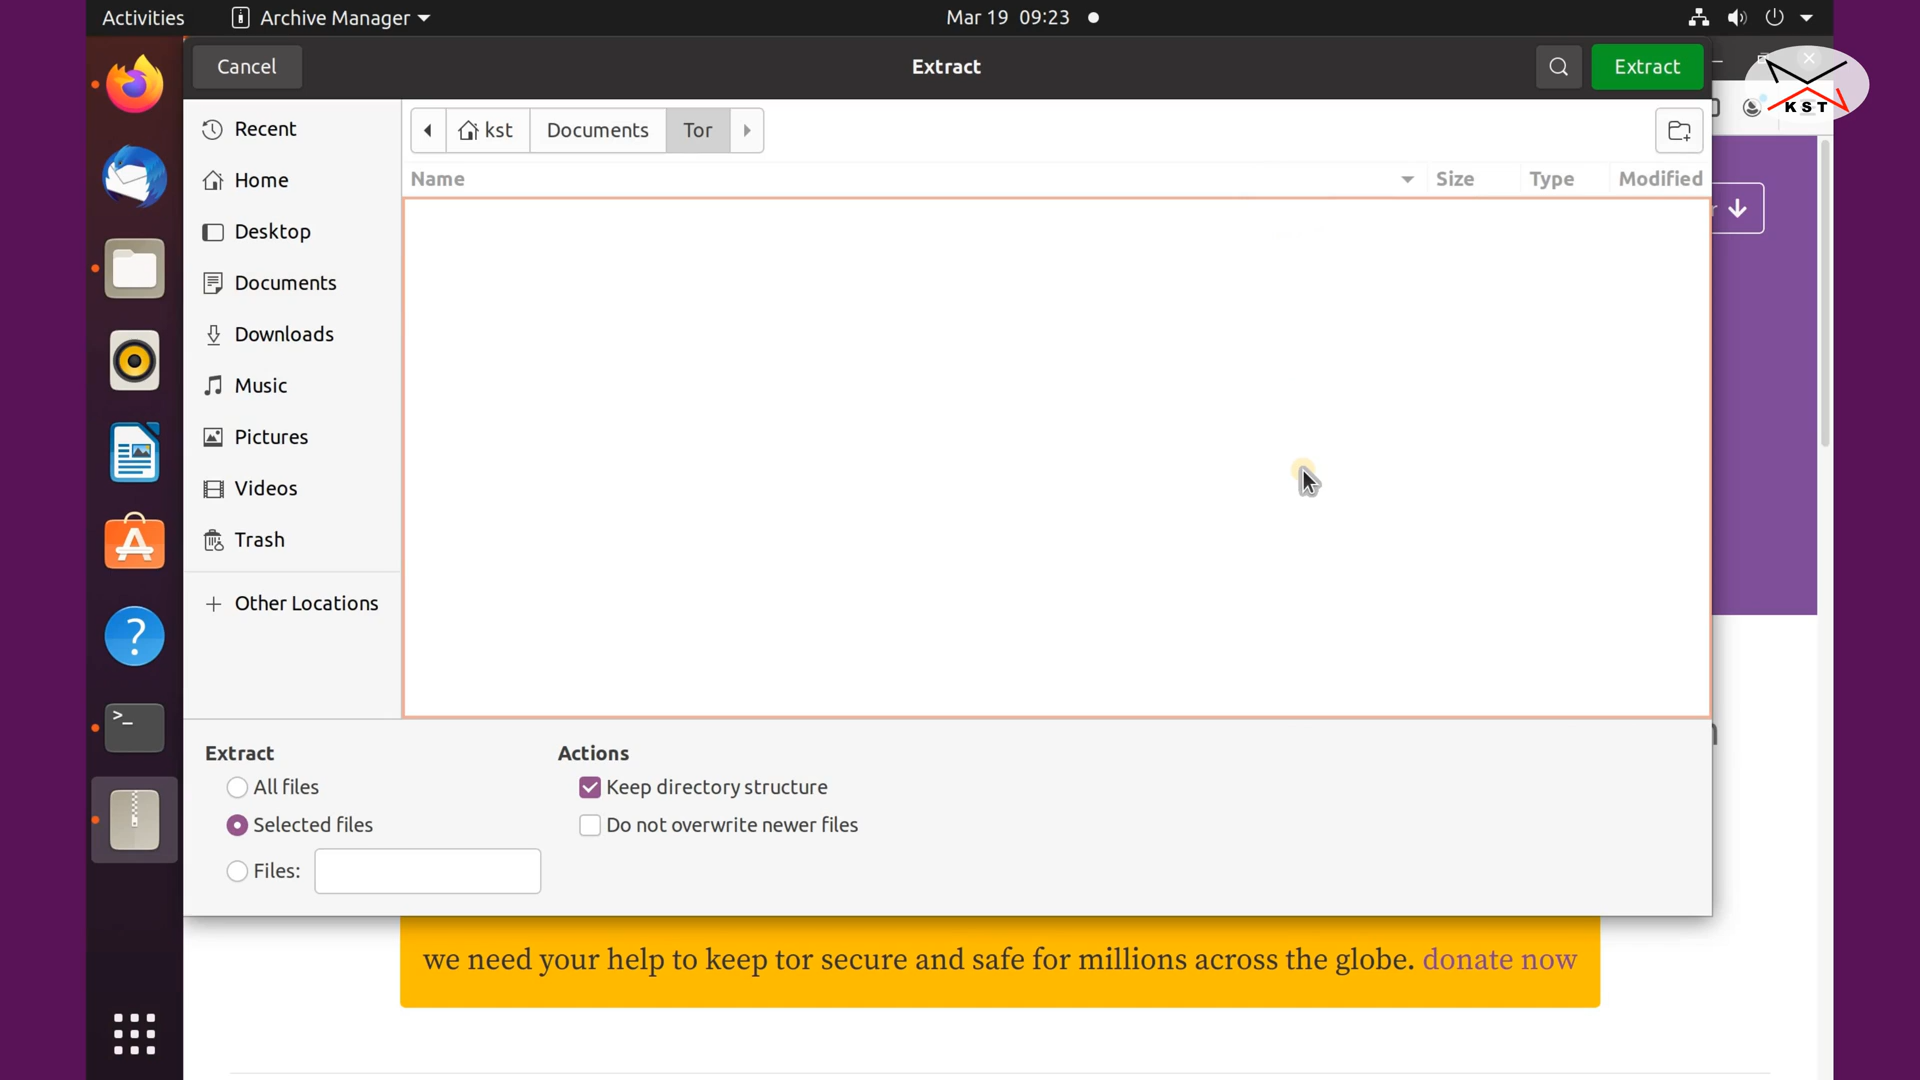 Activities Archive Manager Mar 19 09:23
Cancel Extract Extract
KST
Recent
Home
Desktop
Documents
Downloads
Music
Pictures
Videos
Trash
Other Locations
kst Documents Tor
Name Size Type Modified
Extract
All files
Selected files
Files:
Actions
Keep directory structure
Do not overwrite newer files
we need your help to keep tor secure and safe for millions across the globe. donate now